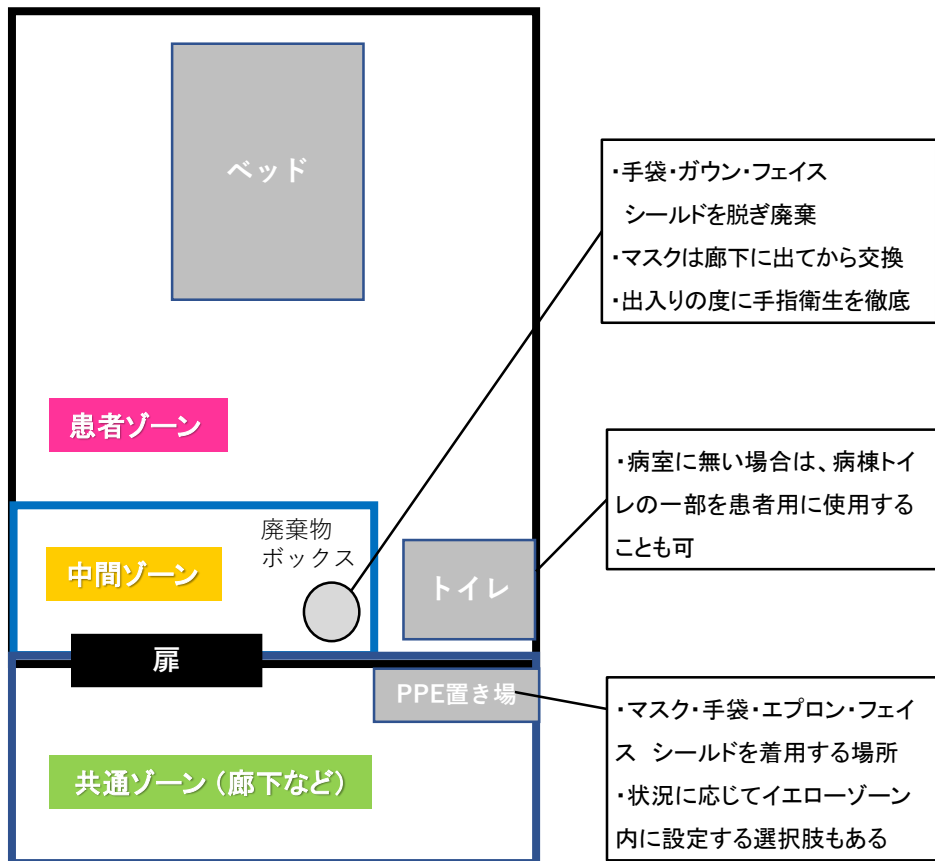 ベッド
・手袋・ガウン・フェイス
シールドを脱ぎ廃棄
・マスクは廊下に出てから交換
・出入りの度に手指衛生を徹底
患者ゾーン
・病室に無い場合は、病棟トイ
レの一部を患者用に使用する
ことも可
廃棄物
ボックス
中間ゾーン
トイレ
扉
PPE置き場
・マスク・手袋・エプロン・フェイ
ス シールドを着用する場所
・状況に応じてイエローゾーン
内に設定する選択肢もある
共通ゾーン（廊下など）